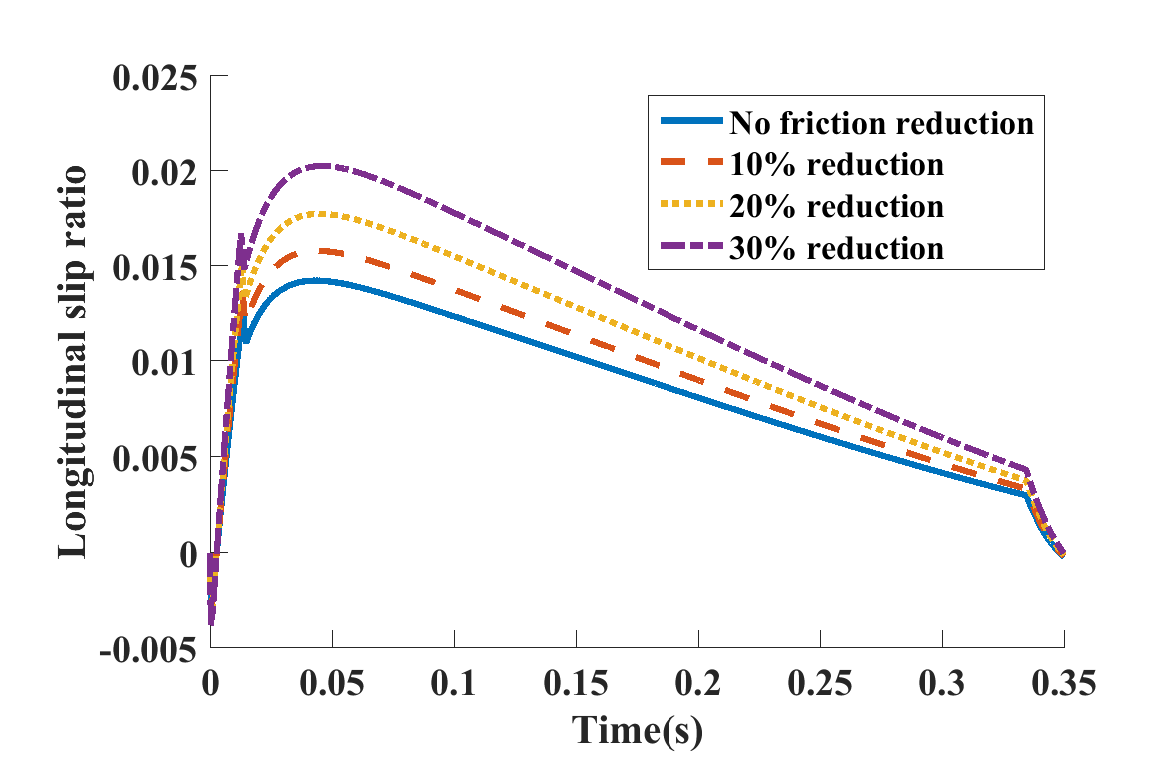 0.025
0.02
0.015
0.01
0.005
0
-0.005
Longitudinal slip ratio
No friction reduction
10% reduction
20% reduction
30% reduction
0 0.05 0.1 0.15 0.2 0.25 0.3 0.35
Time(s)